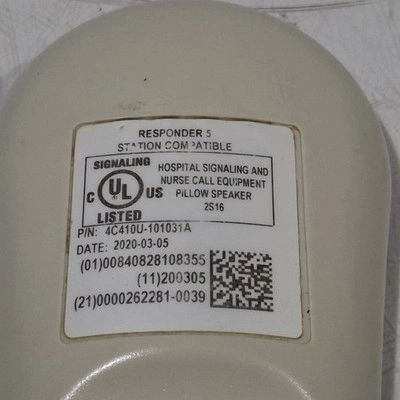 RESPONDER 5
STATION COMPATIBLE
SIGNALING
C UL US
LISTED
HOSPITAL SIGNALING AND
NURSE CALL EQUIPMENT
PILLOW SPEAKER
2S16
P/N: 4C410U-101031A
DATE: 2020-03-05
(01)00840828108355
(11)200305
(21)0000262281-0039